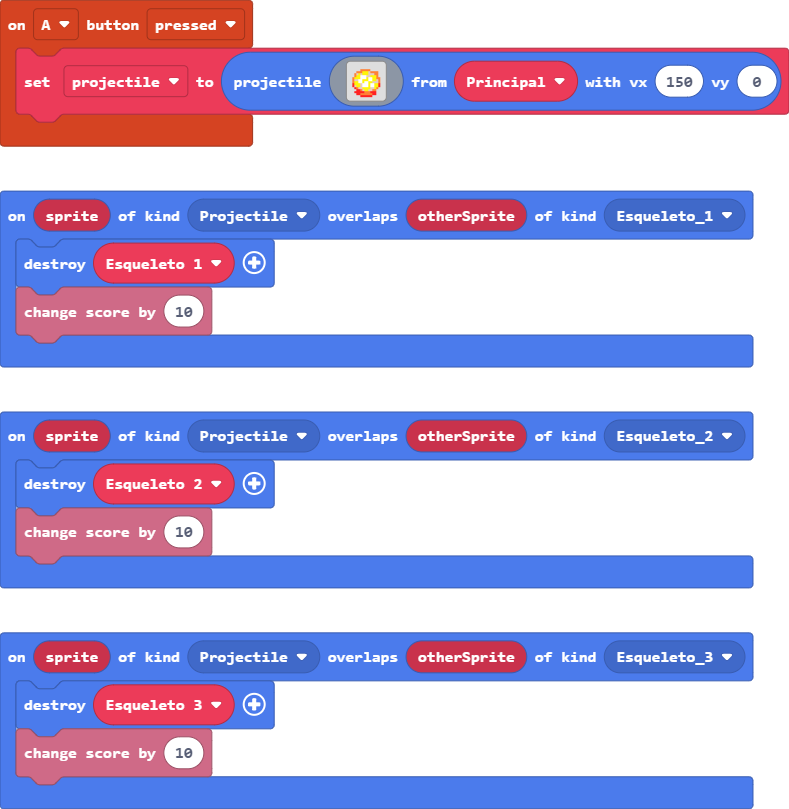 on A button pressed
set projectile to projectile from Principal with vx 150 vy 0
on sprite of kind Projectile overlaps otherSprite of kind Esqueleto_1
destroy Esqueleto 1
change score by 10
on sprite of kind Projectile overlaps otherSprite of kind Esqueleto_2
destroy Esqueleto 2
change score by 10
on sprite of kind Projectile overlaps otherSprite of kind Esqueleto_3
destroy Esqueleto 3
change score by 10